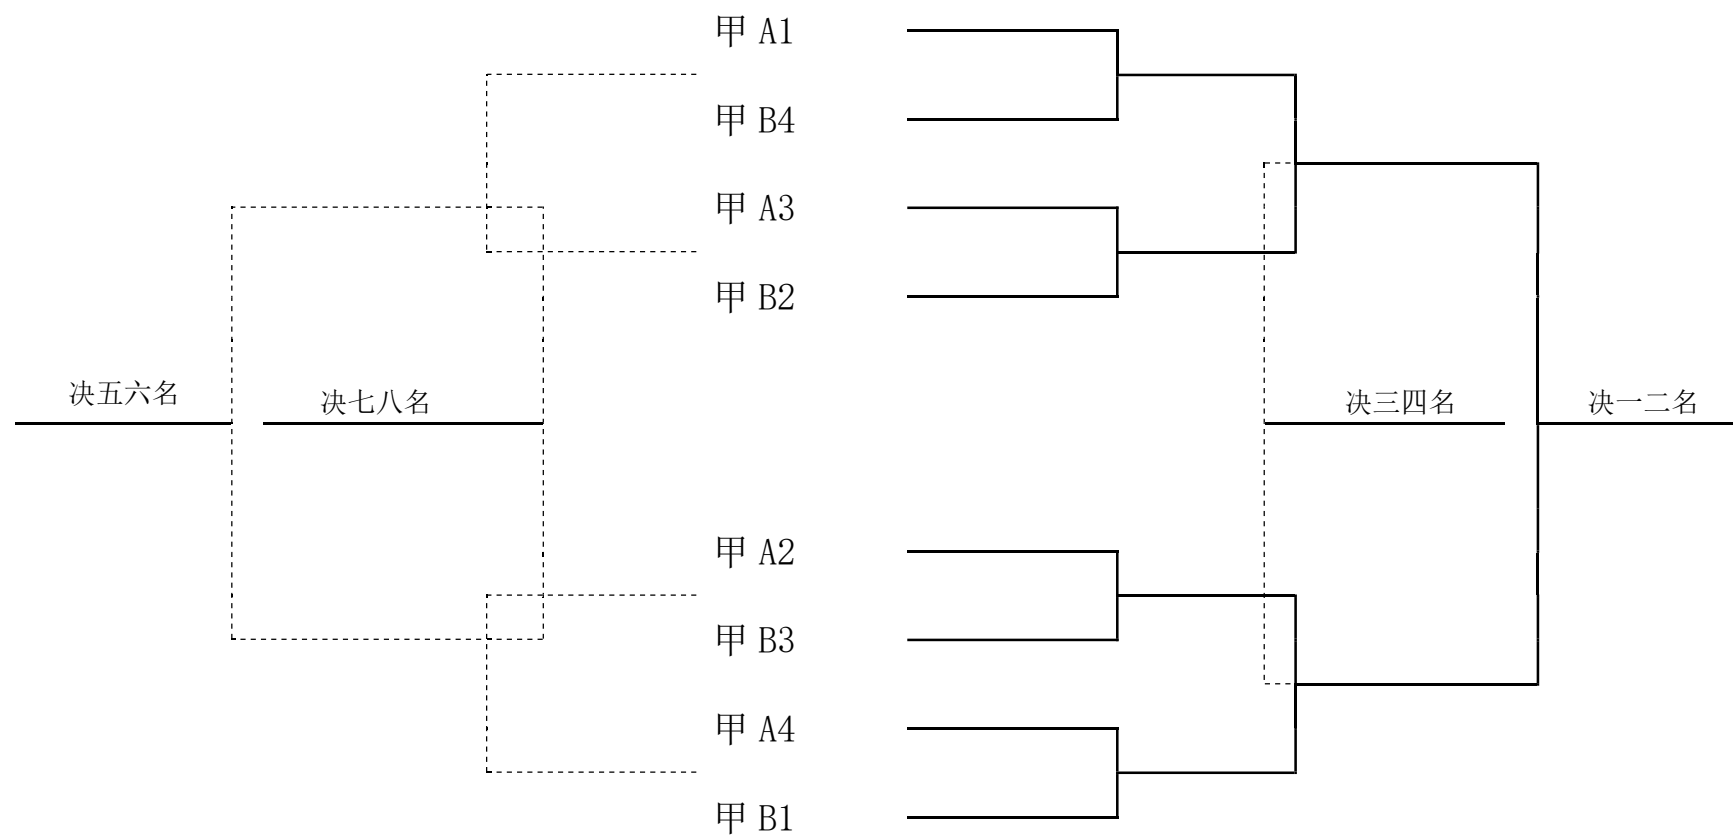 甲 A1
甲 B4
甲 A3
甲 B2
决五六名
决七八名
决三四名
决一二名
甲 A2
甲 B3
甲 A4
甲 B1